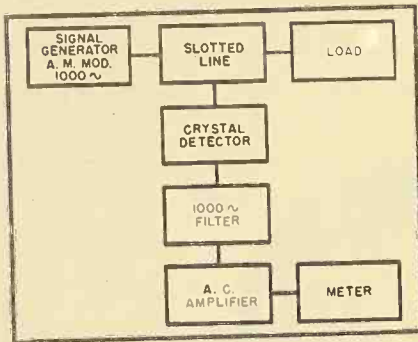 SIGNAL
GENERATOR
A. M. MOD.
1000 ~
SLOTTED
LINE
LOAD
CRYSTAL
DETECTOR
1000 ~
FILTER
A. C.
AMPLIFIER
METER